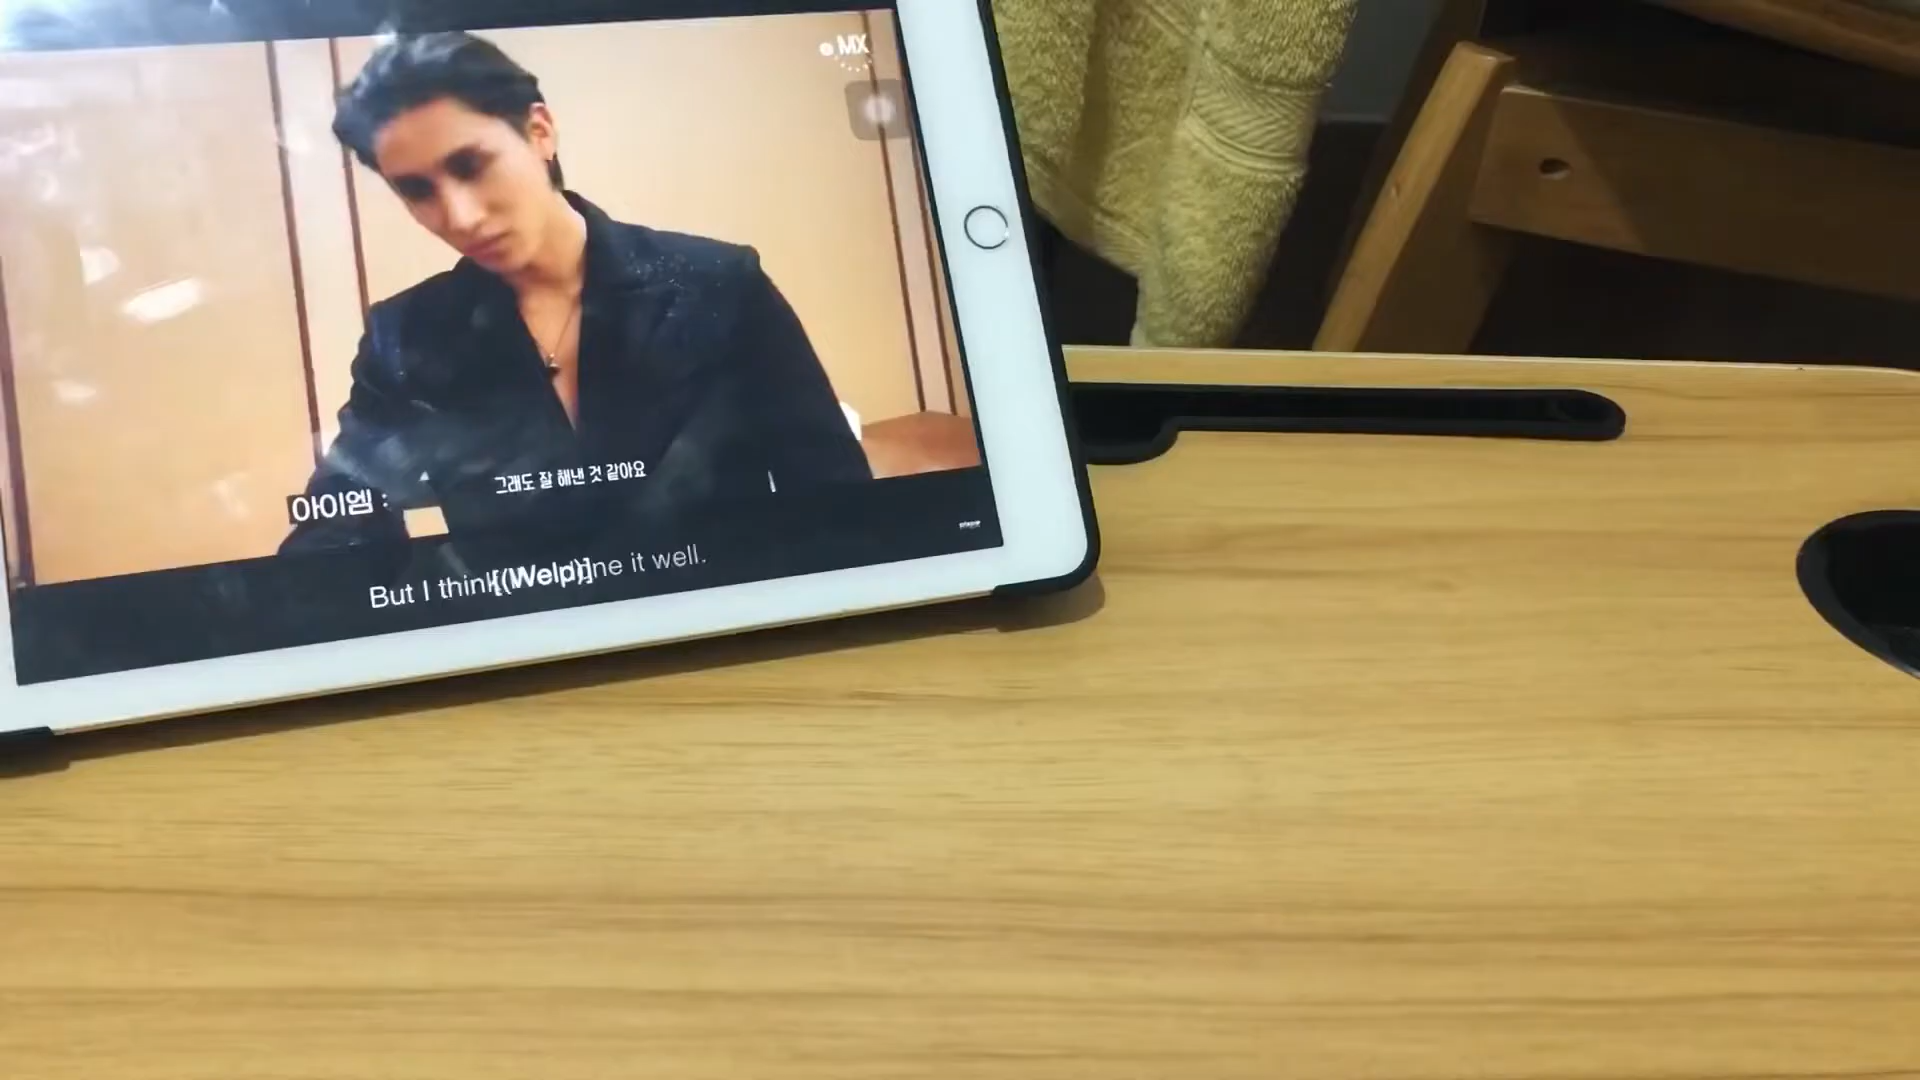 MX
그래도 잘 해낸 것 같아요
아이엠 :
[(Welp)]
But I think ne it well.